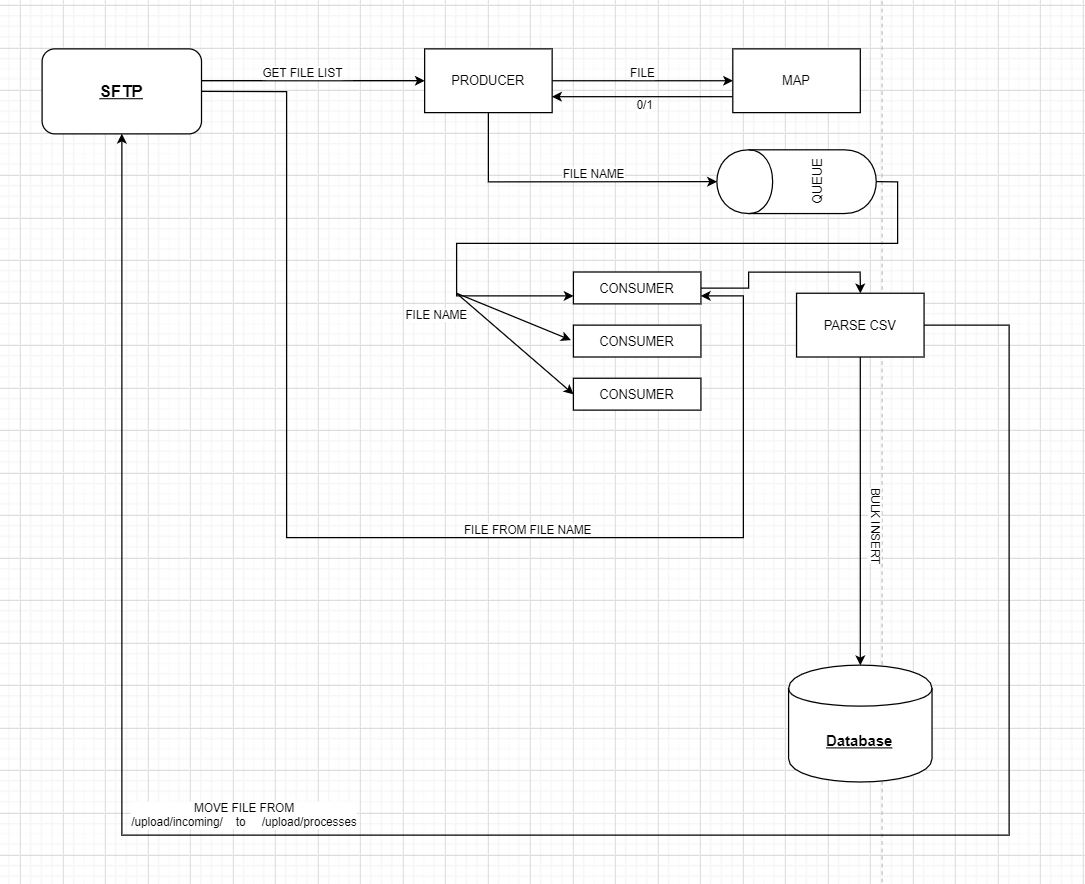 GET FILE LIST
SFTP
PRODUCER
FILE
0/1
MAP
FILE NAME
QUEUE
CONSUMER
FILE NAME
CONSUMER
CONSUMER
PARSE CSV
FILE FROM FILE NAME
BULK INSERT
Database
MOVE FILE FROM
/upload/incoming/ to /upload/processes